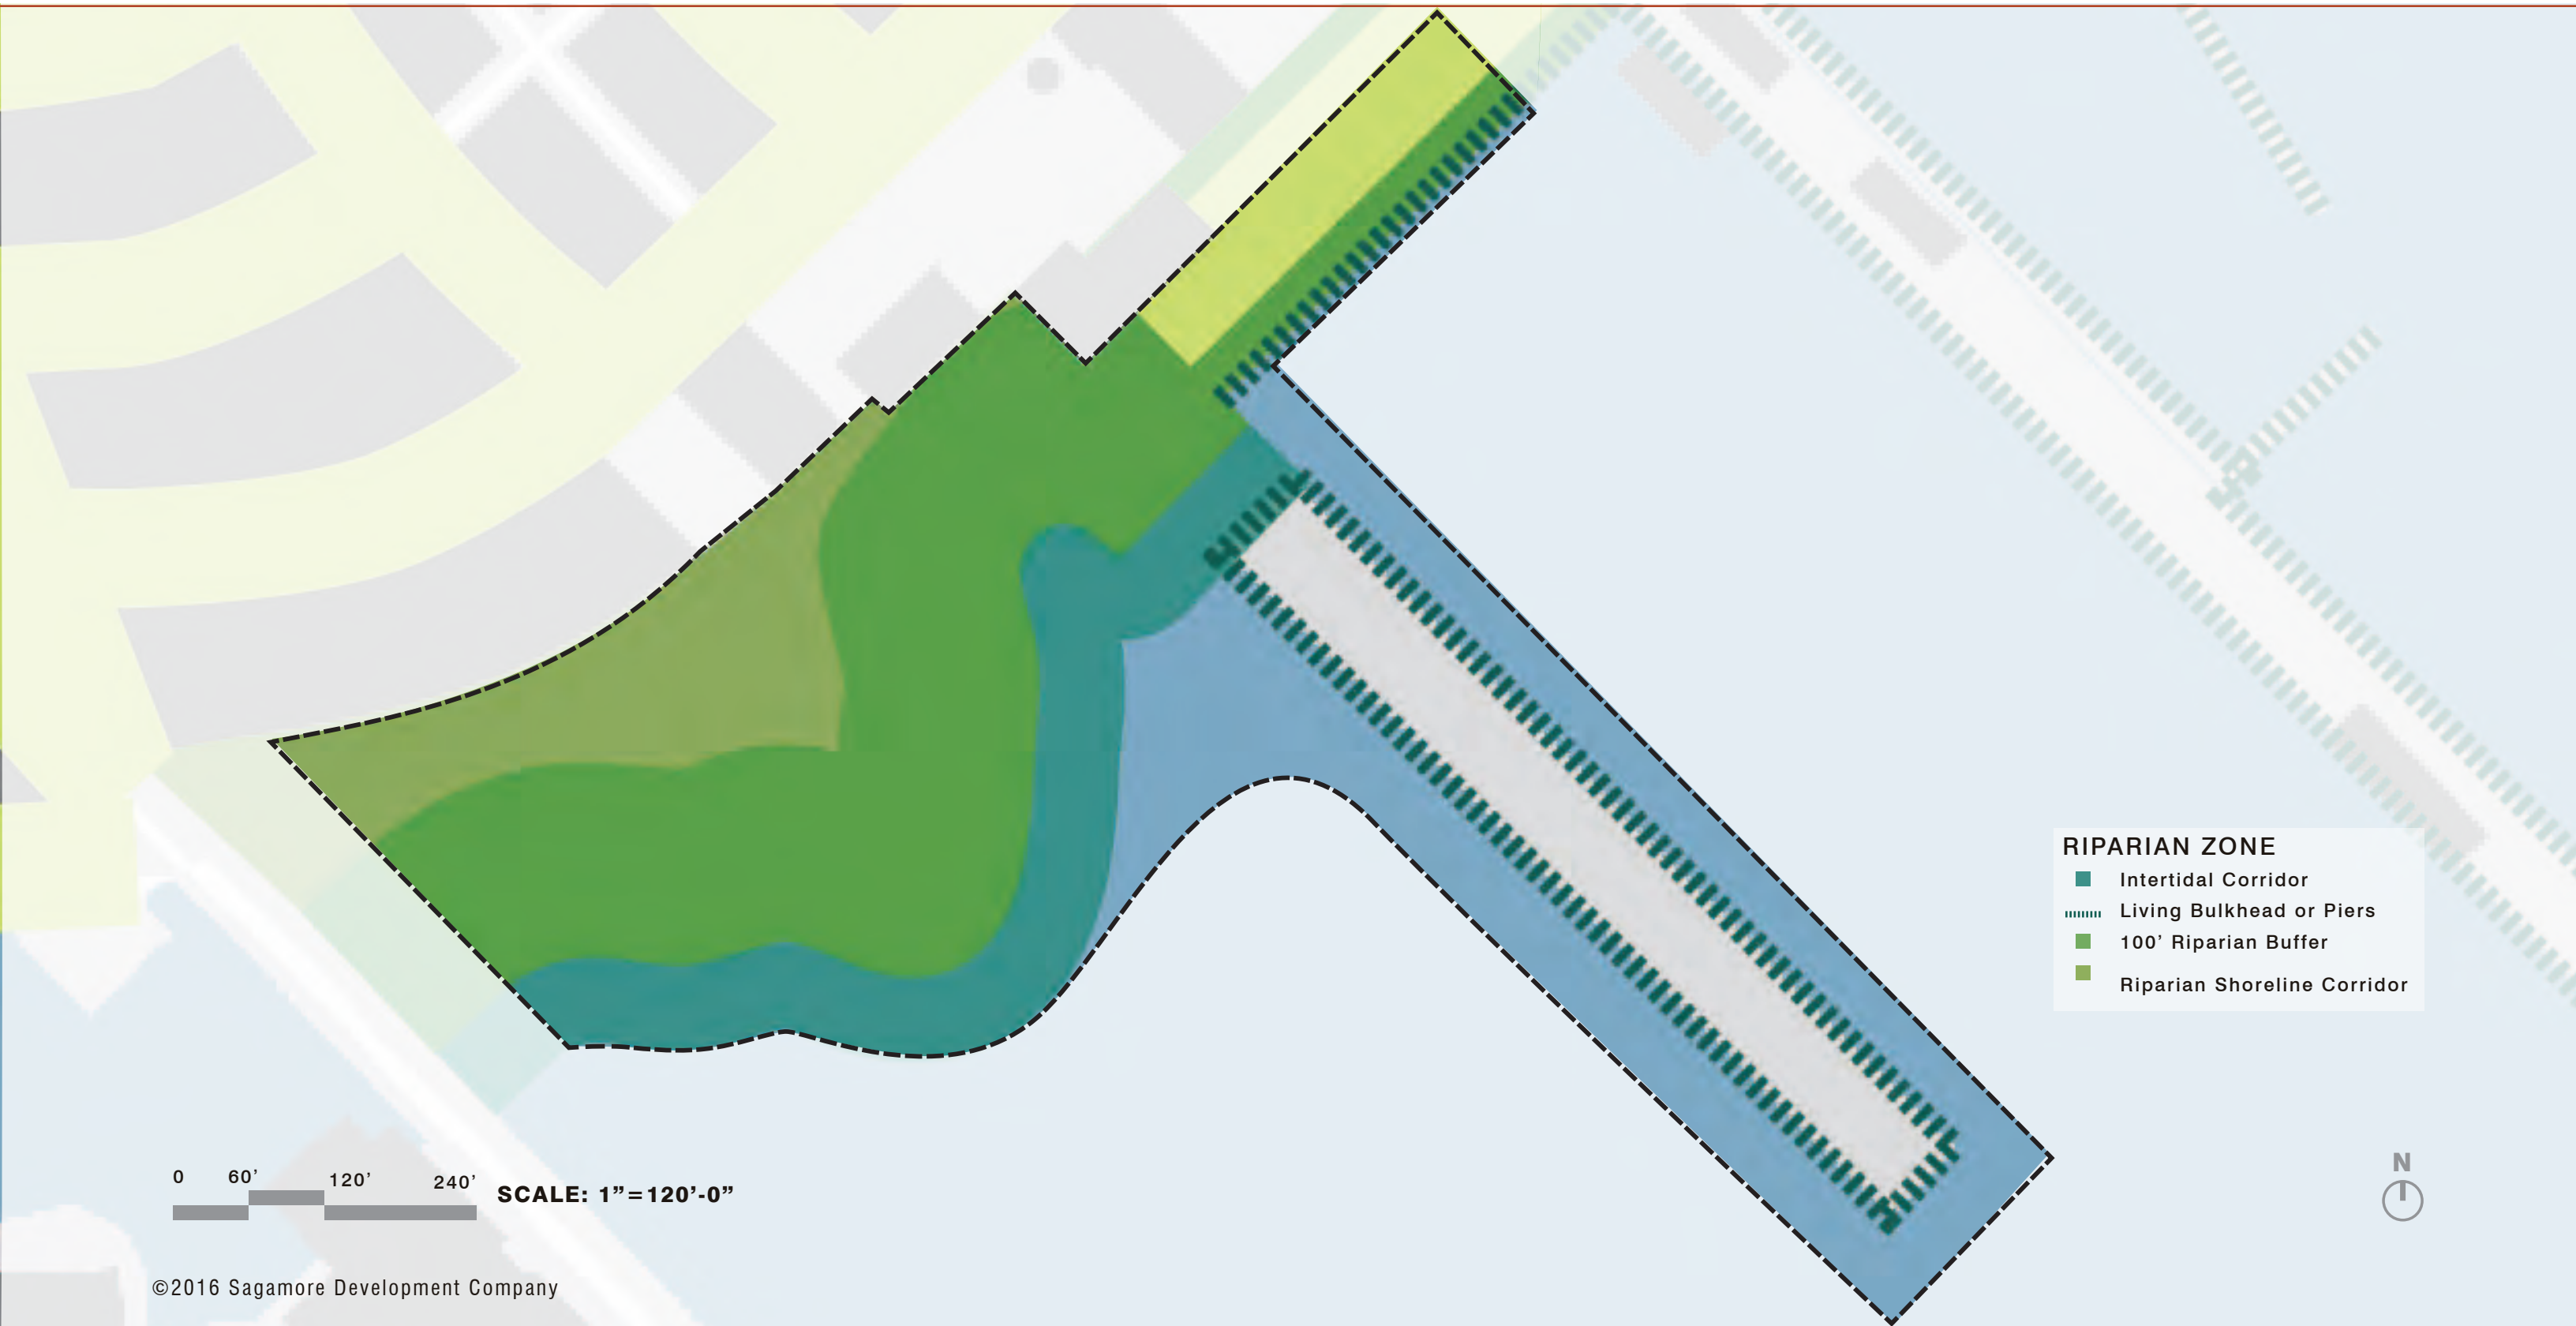 RIPARIAN ZONE
Intertidal Corridor
Living Bulkhead or Piers
100’ Riparian Buffer
Riparian Shoreline Corridor
N
0 60’ 120’ 240’
SCALE: 1”=120’-0”
©2016 Sagamore Development Company